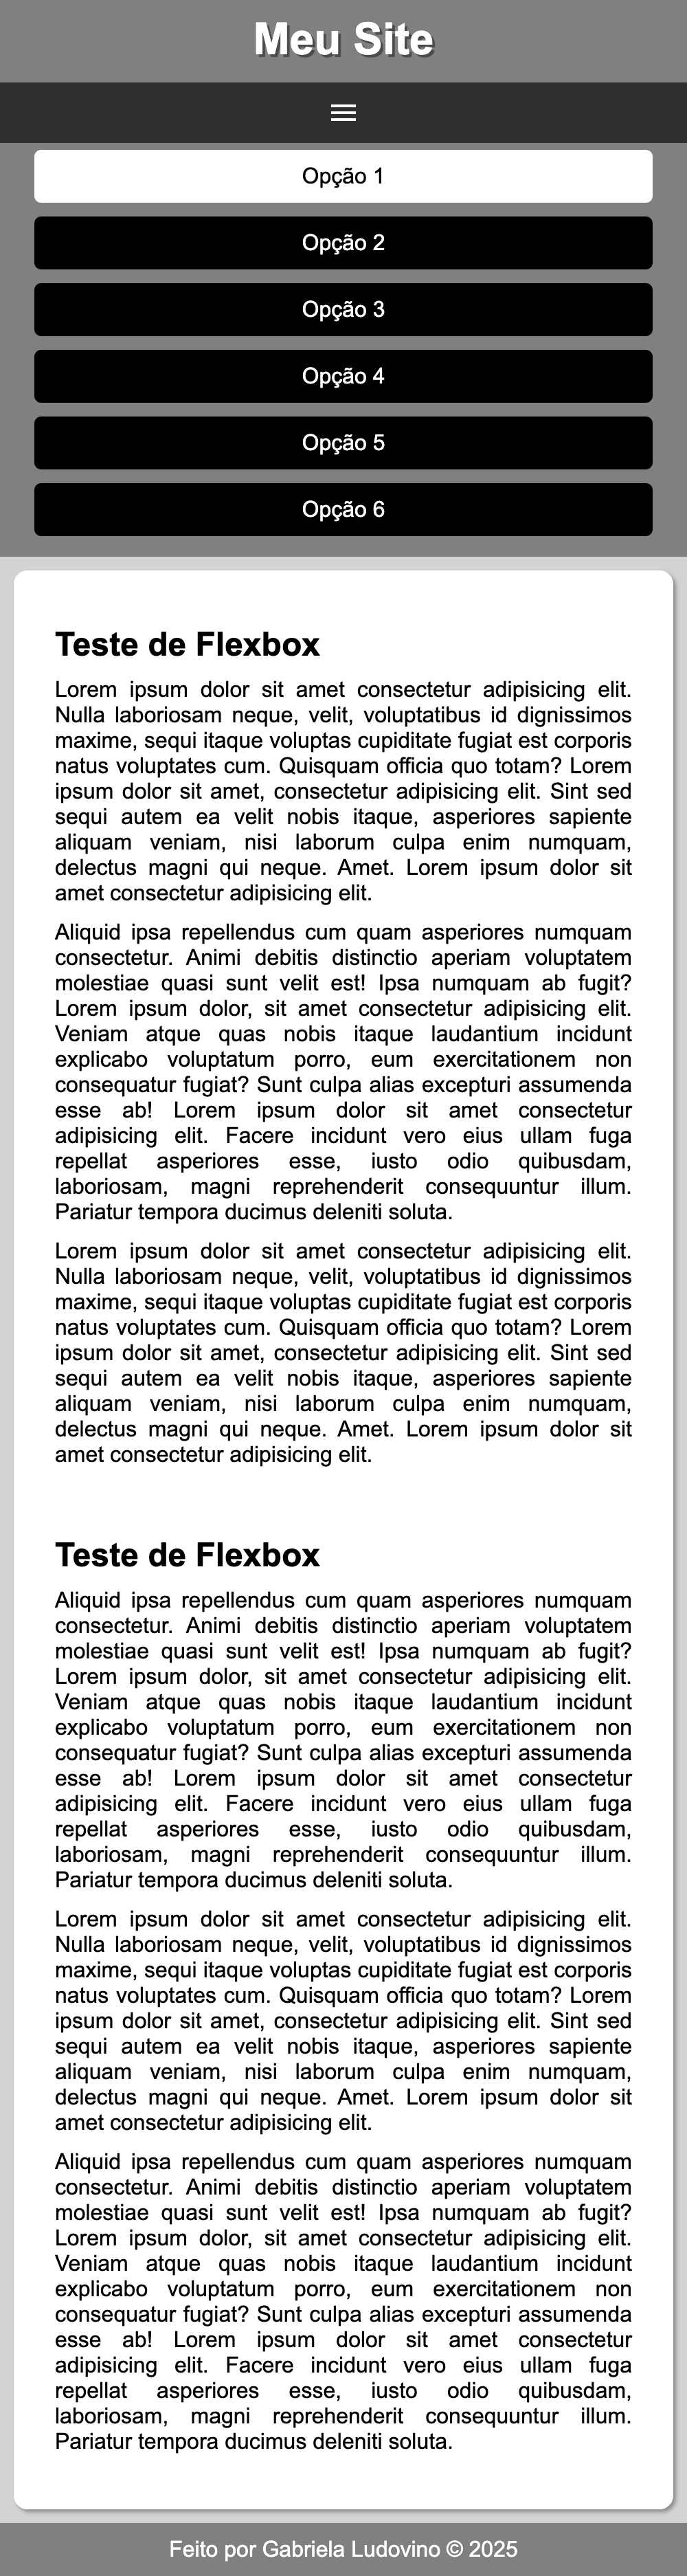 Meu Site
Opção 1
Opção 2
Opção 3
Opção 4
Opção 5
Opção 6
Teste de Flexbox
Lorem ipsum dolor sit amet consectetur adipisicing elit.
Nulla laboriosam neque, velit, voluptatibus id dignissimos
maxime, sequi itaque voluptas cupiditate fugiat est corporis
natus voluptates cum. Quisquam officia quo totam? Lorem
ipsum dolor sit amet, consectetur adipisicing elit. Sint sed
sequi autem ea velit nobis itaque, asperiores sapiente
aliquam veniam, nisi laborum culpa enim numquam,
delectus magni qui neque. Amet. Lorem ipsum dolor sit
amet consectetur adipisicing elit.
Aliquid ipsa repellendus cum quam asperiores numquam
consectetur. Animi debitis distinctio aperiam voluptatem
molestiae quasi sunt velit est! Ipsa numquam ab fugit?
Lorem ipsum dolor, sit amet consectetur adipisicing elit.
Veniam atque quas nobis itaque laudantium incidunt
explicabo voluptatum porro, eum exercitationem non
consequatur fugiat? Sunt culpa alias excepturi assumenda
esse ab! Lorem ipsum dolor sit amet consectetur
adipisicing elit. Facere incidunt vero eius ullam fuga
repellat asperiores esse, iusto odio quibusdam,
laboriosam, magni reprehenderit consequuntur illum.
Pariatur tempora ducimus deleniti soluta.
Lorem ipsum dolor sit amet consectetur adipisicing elit.
Nulla laboriosam neque, velit, voluptatibus id dignissimos
maxime, sequi itaque voluptas cupiditate fugiat est corporis
natus voluptates cum. Quisquam officia quo totam? Lorem
ipsum dolor sit amet, consectetur adipisicing elit. Sint sed
sequi autem ea velit nobis itaque, asperiores sapiente
aliquam veniam, nisi laborum culpa enim numquam,
delectus magni qui neque. Amet. Lorem ipsum dolor sit
amet consectetur adipisicing elit.
Teste de Flexbox
Aliquid ipsa repellendus cum quam asperiores numquam
consectetur. Animi debitis distinctio aperiam voluptatem
molestiae quasi sunt velit est! Ipsa numquam ab fugit?
Lorem ipsum dolor, sit amet consectetur adipisicing elit.
Veniam atque quas nobis itaque laudantium incidunt
explicabo voluptatum porro, eum exercitationem non
consequatur fugiat? Sunt culpa alias excepturi assumenda
esse ab! Lorem ipsum dolor sit amet consectetur
adipisicing elit. Facere incidunt vero eius ullam fuga
repellat asperiores esse, iusto odio quibusdam,
laboriosam, magni reprehenderit consequuntur illum.
Pariatur tempora ducimus deleniti soluta.
Lorem ipsum dolor sit amet consectetur adipisicing elit.
Nulla laboriosam neque, velit, voluptatibus id dignissimos
maxime, sequi itaque voluptas cupiditate fugiat est corporis
natus voluptates cum. Quisquam officia quo totam? Lorem
ipsum dolor sit amet, consectetur adipisicing elit. Sint sed
sequi autem ea velit nobis itaque, asperiores sapiente
aliquam veniam, nisi laborum culpa enim numquam,
delectus magni qui neque. Amet. Lorem ipsum dolor sit
amet consectetur adipisicing elit.
Aliquid ipsa repellendus cum quam asperiores numquam
consectetur. Animi debitis distinctio aperiam voluptatem
molestiae quasi sunt velit est! Ipsa numquam ab fugit?
Lorem ipsum dolor, sit amet consectetur adipisicing elit.
Veniam atque quas nobis itaque laudantium incidunt
explicabo voluptatum porro, eum exercitationem non
consequatur fugiat? Sunt culpa alias excepturi assumenda
esse ab! Lorem ipsum dolor sit amet consectetur
adipisicing elit. Facere incidunt vero eius ullam fuga
repellat asperiores esse, iusto odio quibusdam,
laboriosam, magni reprehenderit consequuntur illum.
Pariatur tempora ducimus deleniti soluta.
Feito por Gabriela Ludovino © 2025